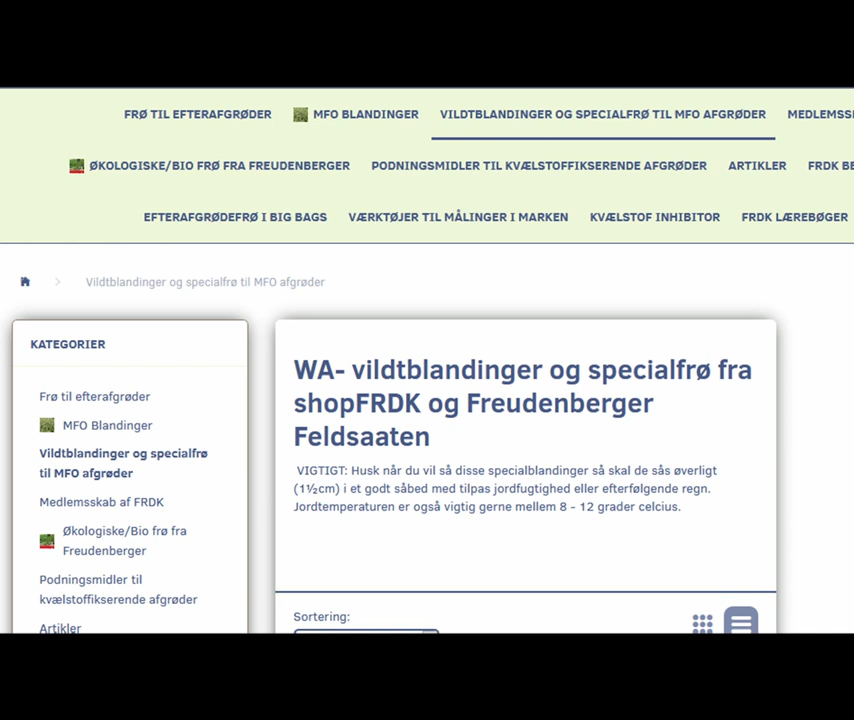 FRØ TIL EFTERAFGRØDER
MFO BLANDINGER
VILDTBLANDINGER OG SPECIALFRØ TIL MFO AFGRØDER
ØKOLOGISKE/BIO FRØ FRA FREUDENBERGER
PODNINGSMIDLER TIL KVÆLSTOFFIKSERENDE AFGRØDER
ARTIKLER
FRDK
EFTERAFGRØDEFRØ I BIG BAGS
VÆRKTØJER TIL MÅLINGER I MARKEN
KVÆLSTOF INHIBITOR
FRDK LÆREBØGER
Vildtblandinger og specialfrø til MFO afgrøder
KATEGORIER
Frø til efterafgrøder
MFO Blandinger
Vildtblandinger og specialfrø
til MFO afgrøder
Medlemsskab af FRDK
Økologiske/Bio frø fra
Freudenberger
Podningsmidler til
kvælstoffikserende afgrøder
Artikler
WA- vildtblandinger og specialfrø fra
shopFRDK og Freudenberger
Feldsaaten
VIGTIGT: Husk når du vil så disse specialblandinger så skal de sås øverligt
(1½cm) i et godt såbed med tilpas jordfugtighed eller efterfølgende regn.
Jordtemperaturen er også vigtig gerne mellem 8 - 12 grader celcius.
Sortering: